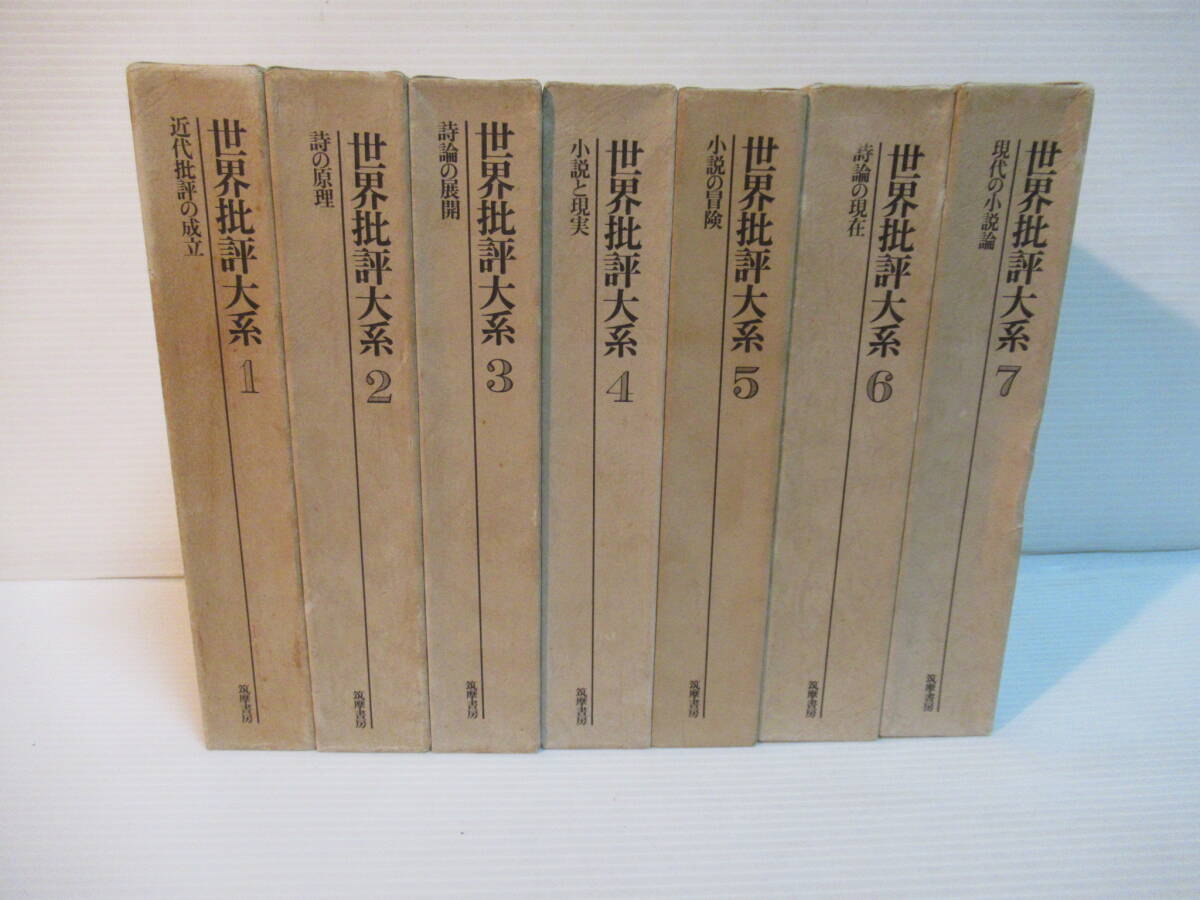 世界批評大系 1
近代批評の成立
筑摩書房
世界批評大系 2
詩の原理
筑摩書房
世界批評大系 3
詩論の展開
筑摩書房
世界批評大系 4
小説と現実
筑摩書房
世界批評大系 5
小説の冒険
筑摩書房
世界批評大系 6
詩論の現在
筑摩書房
世界批評大系 7
現代の小説論
筑摩書房